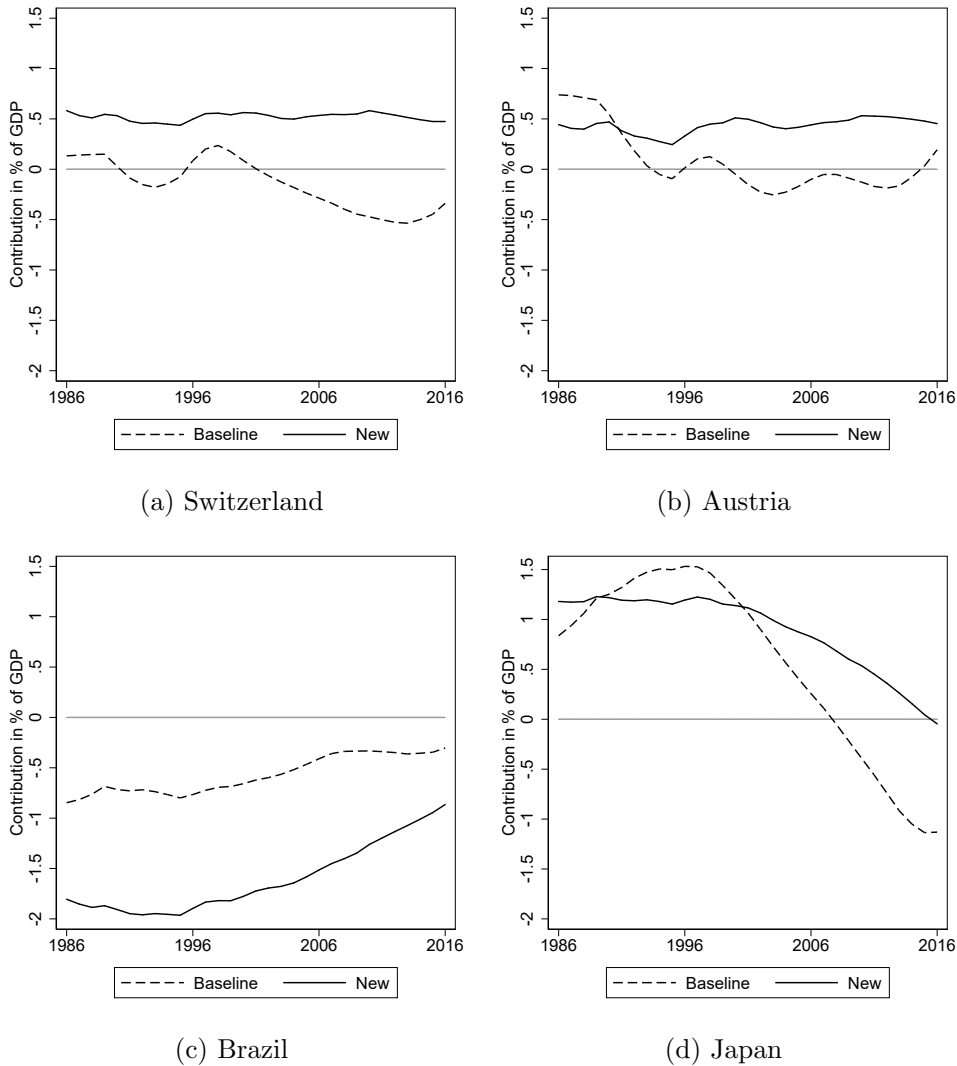 Contribution in % of GDP
1.5
1
.5
0
-.5
-1
-1.5
-2
1986 1996 2006 2016
Baseline New
(a) Switzerland
Contribution in % of GDP
1.5
1
.5
0
-.5
-1
-1.5
-2
1986 1996 2006 2016
Baseline New
(b) Austria
Contribution in % of GDP
1.5
1
.5
0
-.5
-1
-1.5
-2
1986 1996 2006 2016
Baseline New
(c) Brazil
Contribution in % of GDP
1.5
1
.5
0
-.5
-1
-1.5
-2
1986 1996 2006 2016
Baseline New
(d) Japan